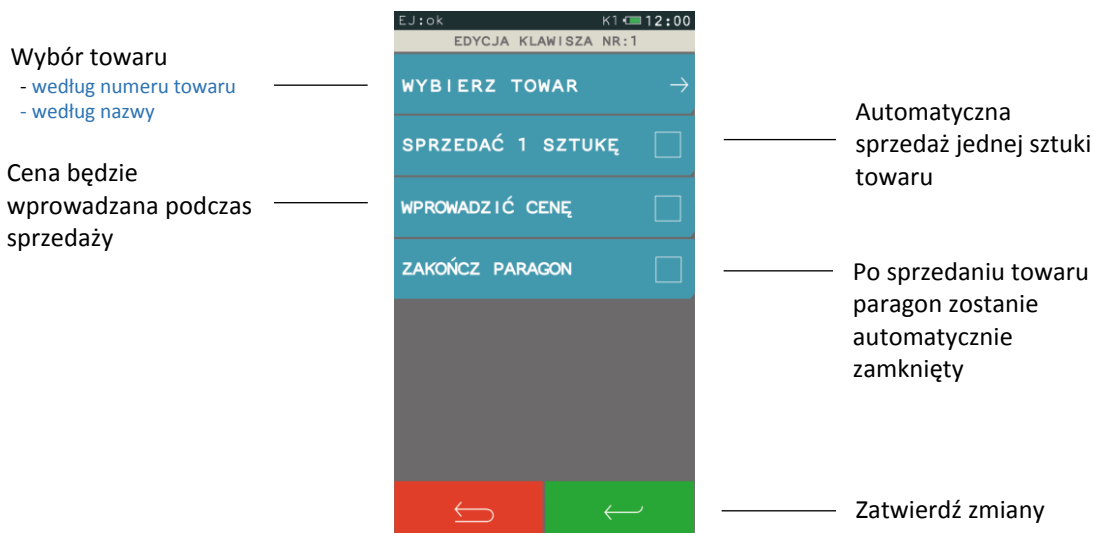 Wybór towaru
- według numeru towaru
- według nazwy
Cena będzie
wprowadzana podczas
sprzedaży
EJ:ok K1 12:00
EDYCJA KLAWISZA NR:1
WYBIERZ TOWAR →
SPRZEDAĆ 1 SZTUKĘ
WPROWADZIĆ CENĘ
ZAKOŃCZ PARAGON
Automatyczna
sprzedaż jednej sztuki
towaru
Po sprzedaniu towaru
paragon zostanie
automatycznie
zamknięty
Zatwierdź zmiany